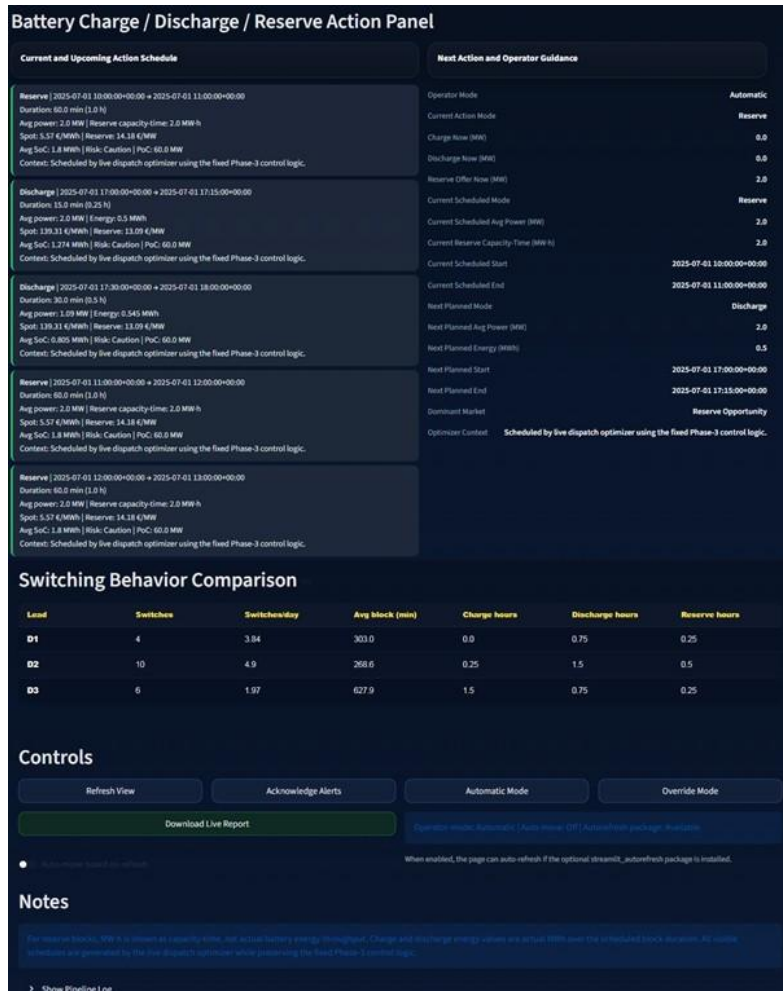 Battery Charge / Discharge / Reserve Action Panel
Current and Upcoming Action Schedule
Reserve | 2025-07-01 10:00:00+00:00 → 2025-07-01 11:00:00+00:00
Duration: 60.0 min (1.0 h)
Avg power: 2.0 MW | Reserve capacity-time: 2.0 MW·h
Spot: 5.57 €/MWh | Reserve: 14.18 €/MW
Avg SoC: 1.8 MWh | Risk: Caution | PoC: 60.0 MW
Context: Scheduled by live dispatch optimizer using the fixed Phase-3 control logic.
Discharge | 2025-07-01 17:00:00+00:00 → 2025-07-01 17:15:00+00:00
Duration: 15.0 min (0.25 h)
Avg power: 2.0 MW | Energy: 0.5 MWh
Spot: 139.31 €/MWh | Reserve: 13.09 €/MW
Avg SoC: 1.274 MWh | Risk: Caution | PoC: 60.0 MW
Context: Scheduled by live dispatch optimizer using the fixed Phase-3 control logic.
Discharge | 2025-07-01 17:30:00+00:00 → 2025-07-01 18:00:00+00:00
Duration: 30.0 min (0.5 h)
Avg power: 1.09 MW | Energy: 0.545 MWh
Spot: 139.31 €/MWh | Reserve: 13.09 €/MW
Avg SoC: 0.805 MWh | Risk: Caution | PoC: 60.0 MW
Context: Scheduled by live dispatch optimizer using the fixed Phase-3 control logic.
Reserve | 2025-07-01 11:00:00+00:00 → 2025-07-01 12:00:00+00:00
Duration: 60.0 min (1.0 h)
Avg power: 2.0 MW | Reserve capacity-time: 2.0 MW·h
Spot: 5.57 €/MWh | Reserve: 14.18 €/MW
Avg SoC: 1.8 MWh | Risk: Caution | PoC: 60.0 MW
Context: Scheduled by live dispatch optimizer using the fixed Phase-3 control logic.
Reserve | 2025-07-01 12:00:00+00:00 → 2025-07-01 13:00:00+00:00
Duration: 60.0 min (1.0 h)
Avg power: 2.0 MW | Reserve capacity-time: 2.0 MW·h
Spot: 5.57 €/MWh | Reserve: 14.18 €/MW
Avg SoC: 1.8 MWh | Risk: Caution | PoC: 60.0 MW
Context: Scheduled by live dispatch optimizer using the fixed Phase-3 control logic.
Next Action and Operator Guidance
Operator Mode Automatic
Current Action Mode Reserve
Charge Now (MW) 0.0
Discharge Now (MW) 0.0
Reserve Offer Now (MW) 2.0
Current Scheduled Mode Reserve
Current Scheduled Avg Power (MW) 2.0
Current Reserve Capacity-Time (MW·h) 2.0
Current Scheduled Start 2025-07-01 10:00:00+00:00
Current Scheduled End 2025-07-01 11:00:00+00:00
Next Planned Mode Discharge
Next Planned Avg Power (MW) 2.0
Next Planned Energy (MWh) 0.5
Next Planned Start 2025-07-01 17:00:00+00:00
Next Planned End 2025-07-01 17:15:00+00:00
Dominant Market Reserve Opportunity
Optimizer Context Scheduled by live dispatch optimizer using the fixed Phase-3 control logic.
Switching Behavior Comparison
Lead Switches Switches/day Avg block (min) Charge hours Discharge hours Reserve hours
D1 4 3.84 303.0 0.0 0.75 0.25
D2 10 4.9 268.6 0.25 1.5 0.5
D3 6 1.97 627.9 1.5 0.75 0.25
Controls
Refresh View Acknowledge Alerts Automatic Mode Override Mode
Download Live Report
Operator mode: Automatic | Auto-move: Off | Autorefresh package: Available
When enabled, the page can auto-refresh if the optional streamlit_autorefresh package is installed.
Notes
For reserve blocks, MW·h is shown as capacity-time, not actual battery energy throughput. Charge and discharge energy values are actual MWh over the scheduled block duration. All visible
schedules are generated by the live dispatch optimizer while preserving the fixed Phase-3 control logic.
Show Pipeline Log